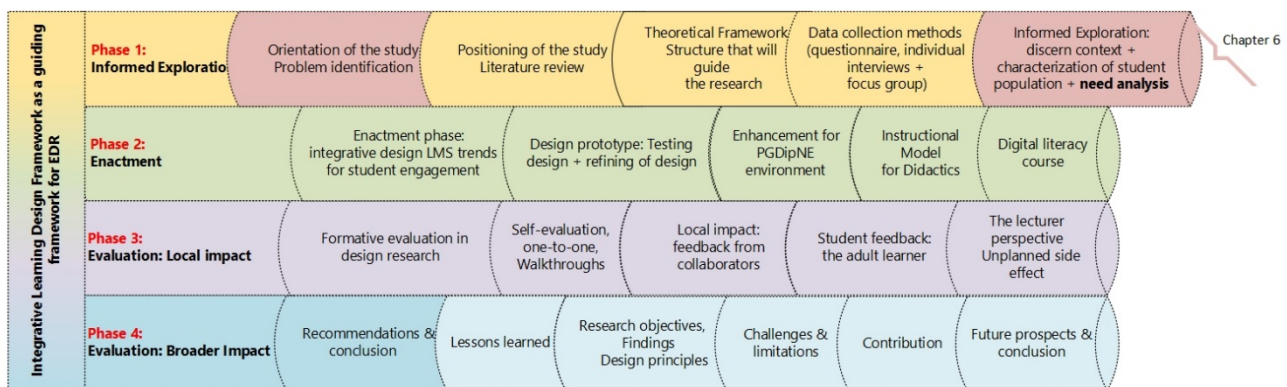 Integrative Learning Design Framework as a guiding
framework for EDR
Phase 1:
Informed Exploratio
Orientation of the study
Problem identification
Positioning of the study
Literature review
Theoretical Framework
Structure that will
guide
the research
Data collection methods
(questionnaire, individual
interviews +
focus group)
Informed Exploration:
discern context +
characterization of student
population + need analysis
Chapter 6
Phase 2:
Enactment
Enactment phase:
integrative design LMS trends
for student engagement
Design prototype: Testing
design + refining of design
Enhancement for
PGDipNE
environment
Instructional
Model
for Didactics
Digital literacy
course
Phase 3:
Evaluation: Local impact
Formative evaluation in
design research
Self-evaluation,
one-to-one,
Walkthroughs
Local impact:
feedback from
collaborators
Student feedback:
the adult learner
The lecturer
perspective
Unplanned side
effect
Phase 4:
Evaluation: Broader Impact
Recommendations &
conclusion
Lessons learned
Research objectives,
Findings
Design principles
Challenges &
limitations
Contribution
Future prospects &
conclusion